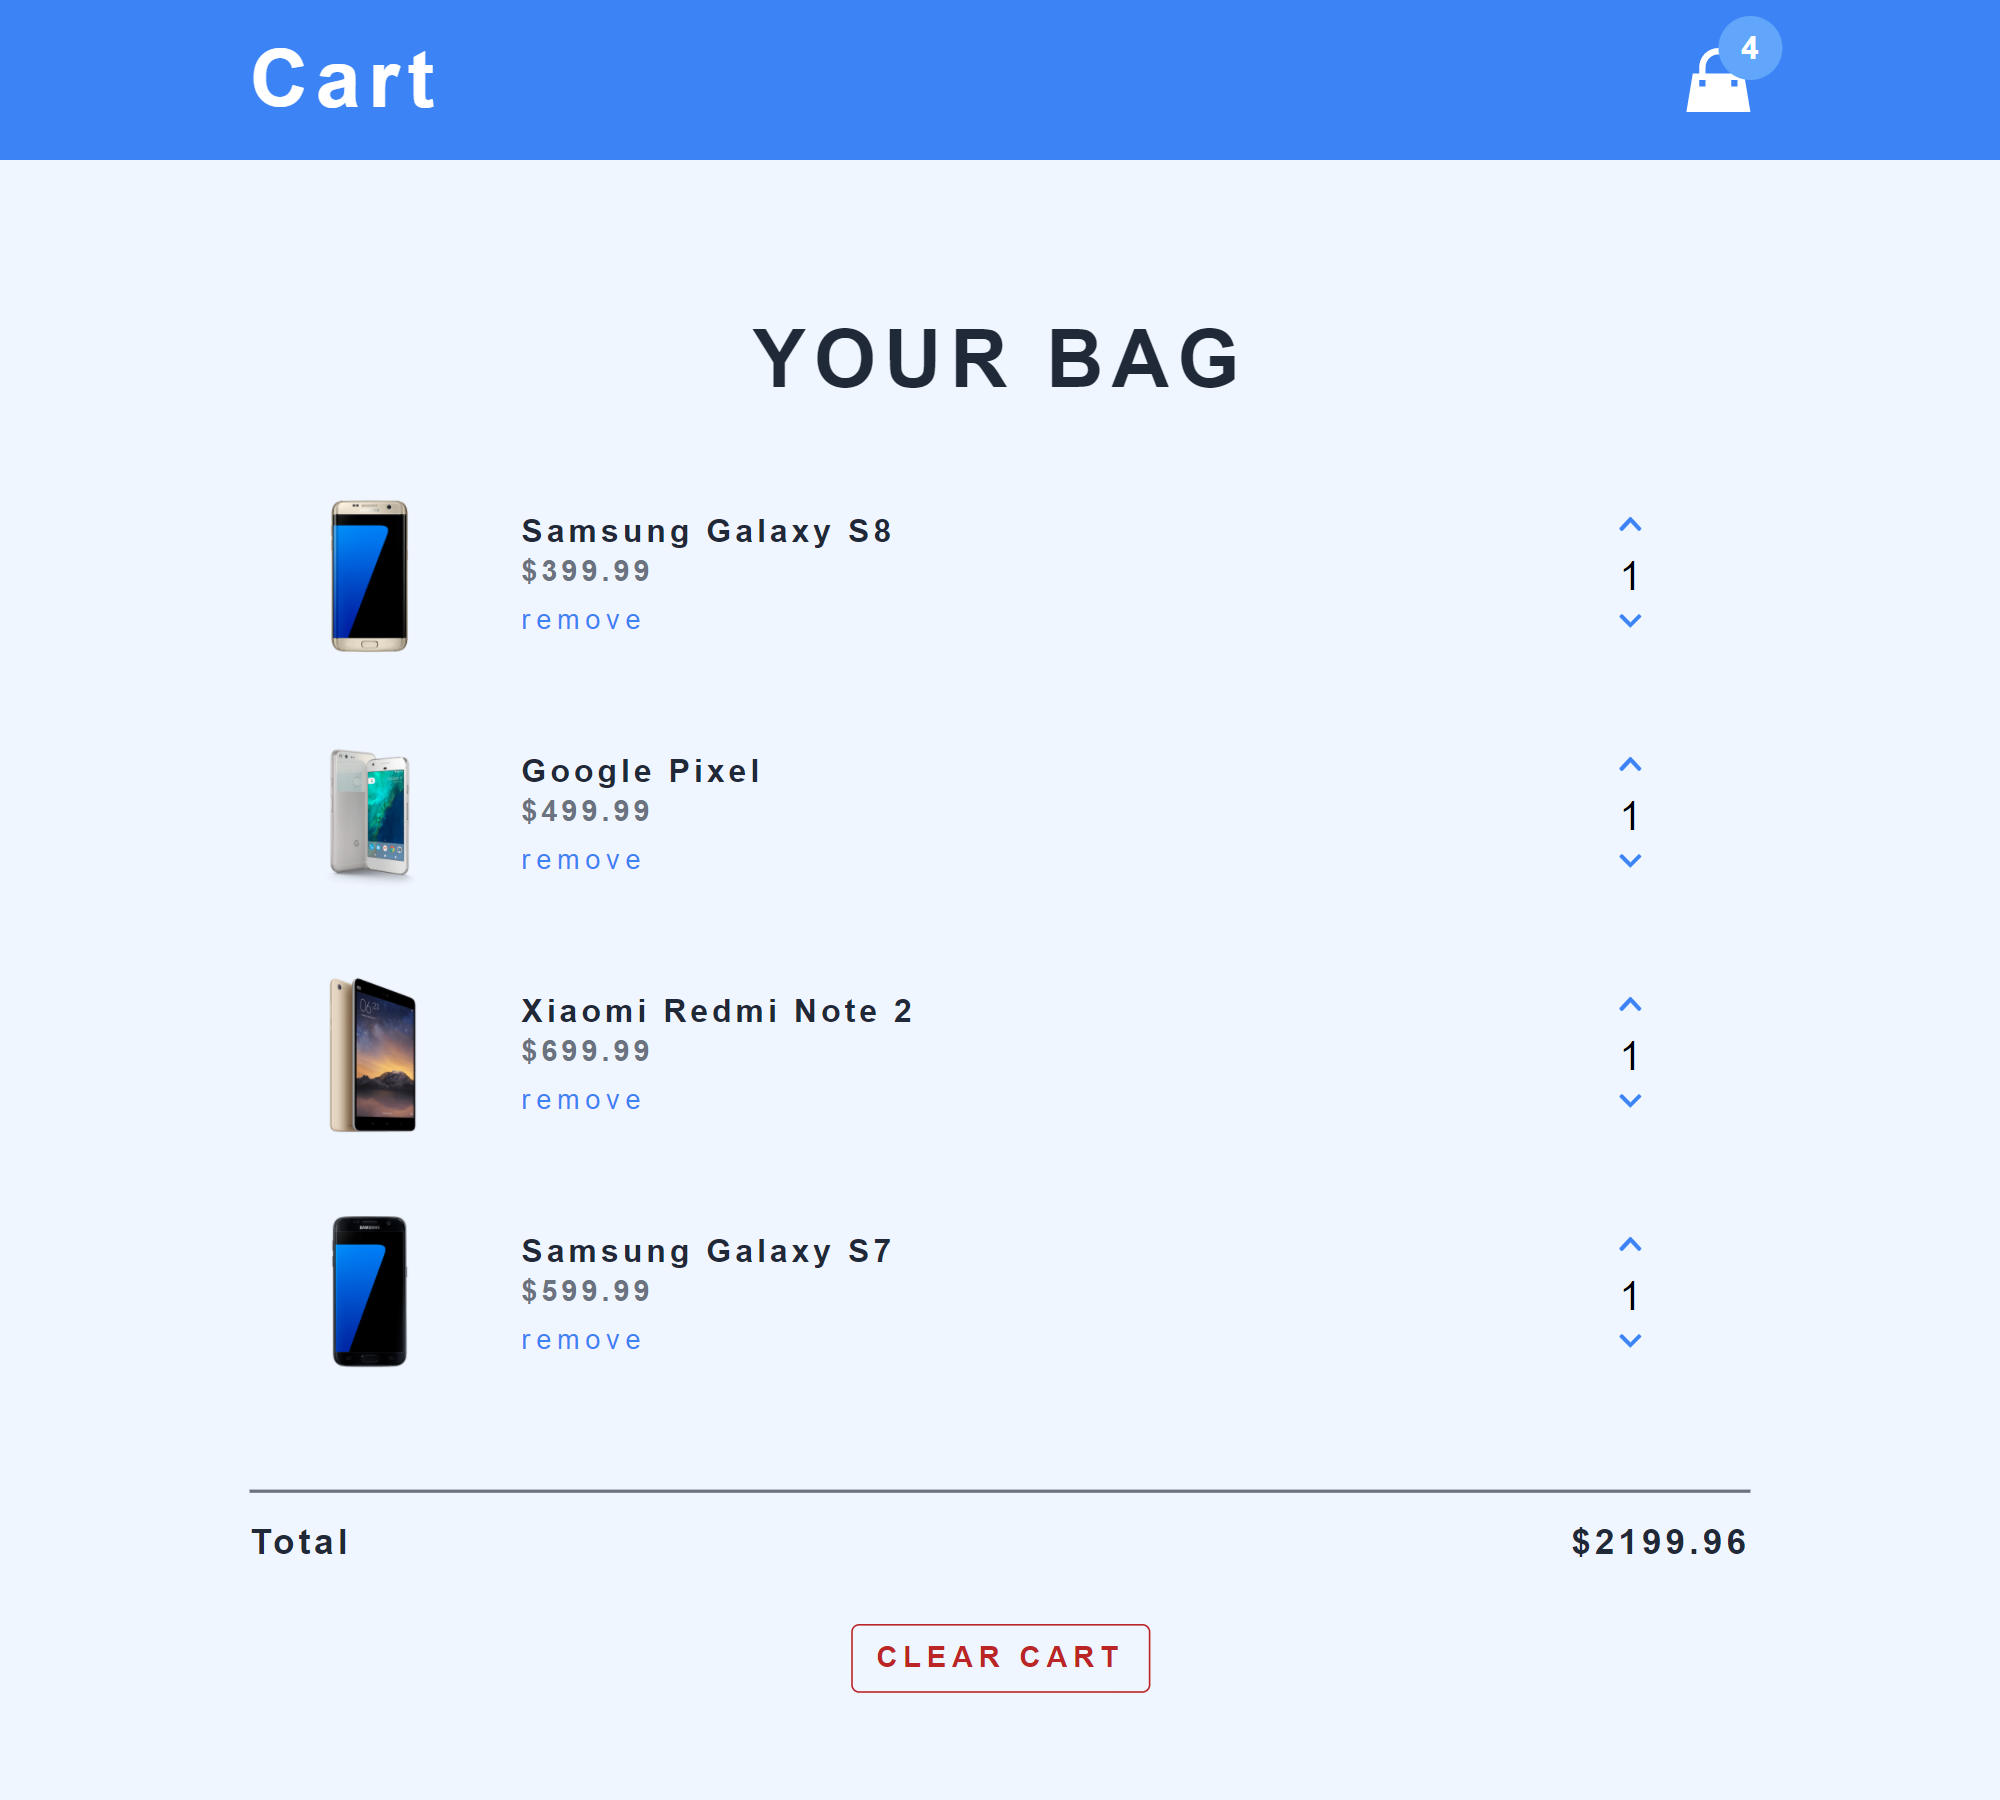 Cart
4
YOUR BAG
Samsung Galaxy S8
$399.99
remove
1
Google Pixel
$499.99
remove
1
Xiaomi Redmi Note 2
$699.99
remove
1
Samsung Galaxy S7
$599.99
remove
1
Total
$2199.96
CLEAR CART